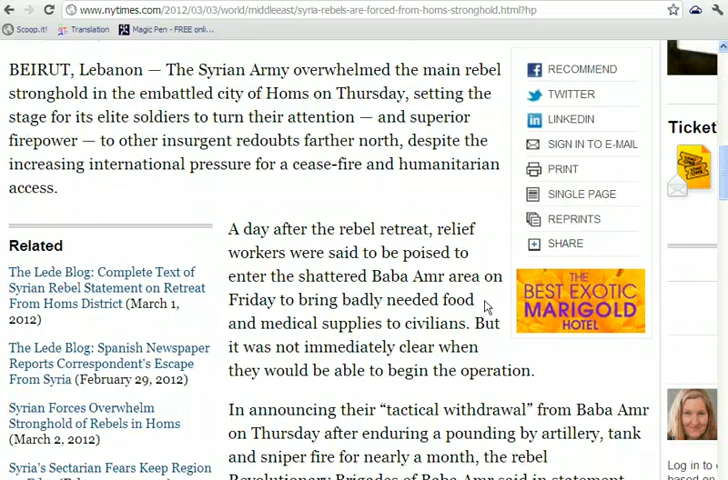 www.nytimes.com/2012/03/03/world/middleeast/syria-rebels-are-forced-from-homs-stronghold.html?hp
Scoop.it! Translation Magic Pen - FREE onli...
BEIRUT, Lebanon — The Syrian Army overwhelmed the main rebel
stronghold in the embattled city of Homs on Thursday, setting the
stage for its elite soldiers to turn their attention — and superior
firepower — to other insurgent redoubts farther north, despite the
increasing international pressure for a cease-fire and humanitarian
access.
RECOMMEND
TWITTER
LINKEDIN
SIGN IN TO E-MAIL
PRINT
SINGLE PAGE
REPRINTS
SHARE
THE
BEST EXOTIC
MARIGOLD
HOTEL
Related
The Lede Blog: Complete Text of
Syrian Rebel Statement on Retreat
From Homs District (March 1,
2012)
The Lede Blog: Spanish Newspaper
Reports Correspondent's Escape
From Syria (February 29, 2012)
Syrian Forces Overwhelm
Stronghold of Rebels in Homs
(March 2, 2012)
Syria's Sectarian Fears Keep Region
A day after the rebel retreat, relief
workers were said to be poised to
enter the shattered Baba Amr area on
Friday to bring badly needed food
and medical supplies to civilians. But
it was not immediately clear when
they would be able to begin the operation.
In announcing their “tactical withdrawal” from Baba Amr
on Thursday after enduring a pounding by artillery, tank
and sniper fire for nearly a month, the rebel
Revolutionary Brigades of Baba Amr said in statement
Ticket
Log in to
based on